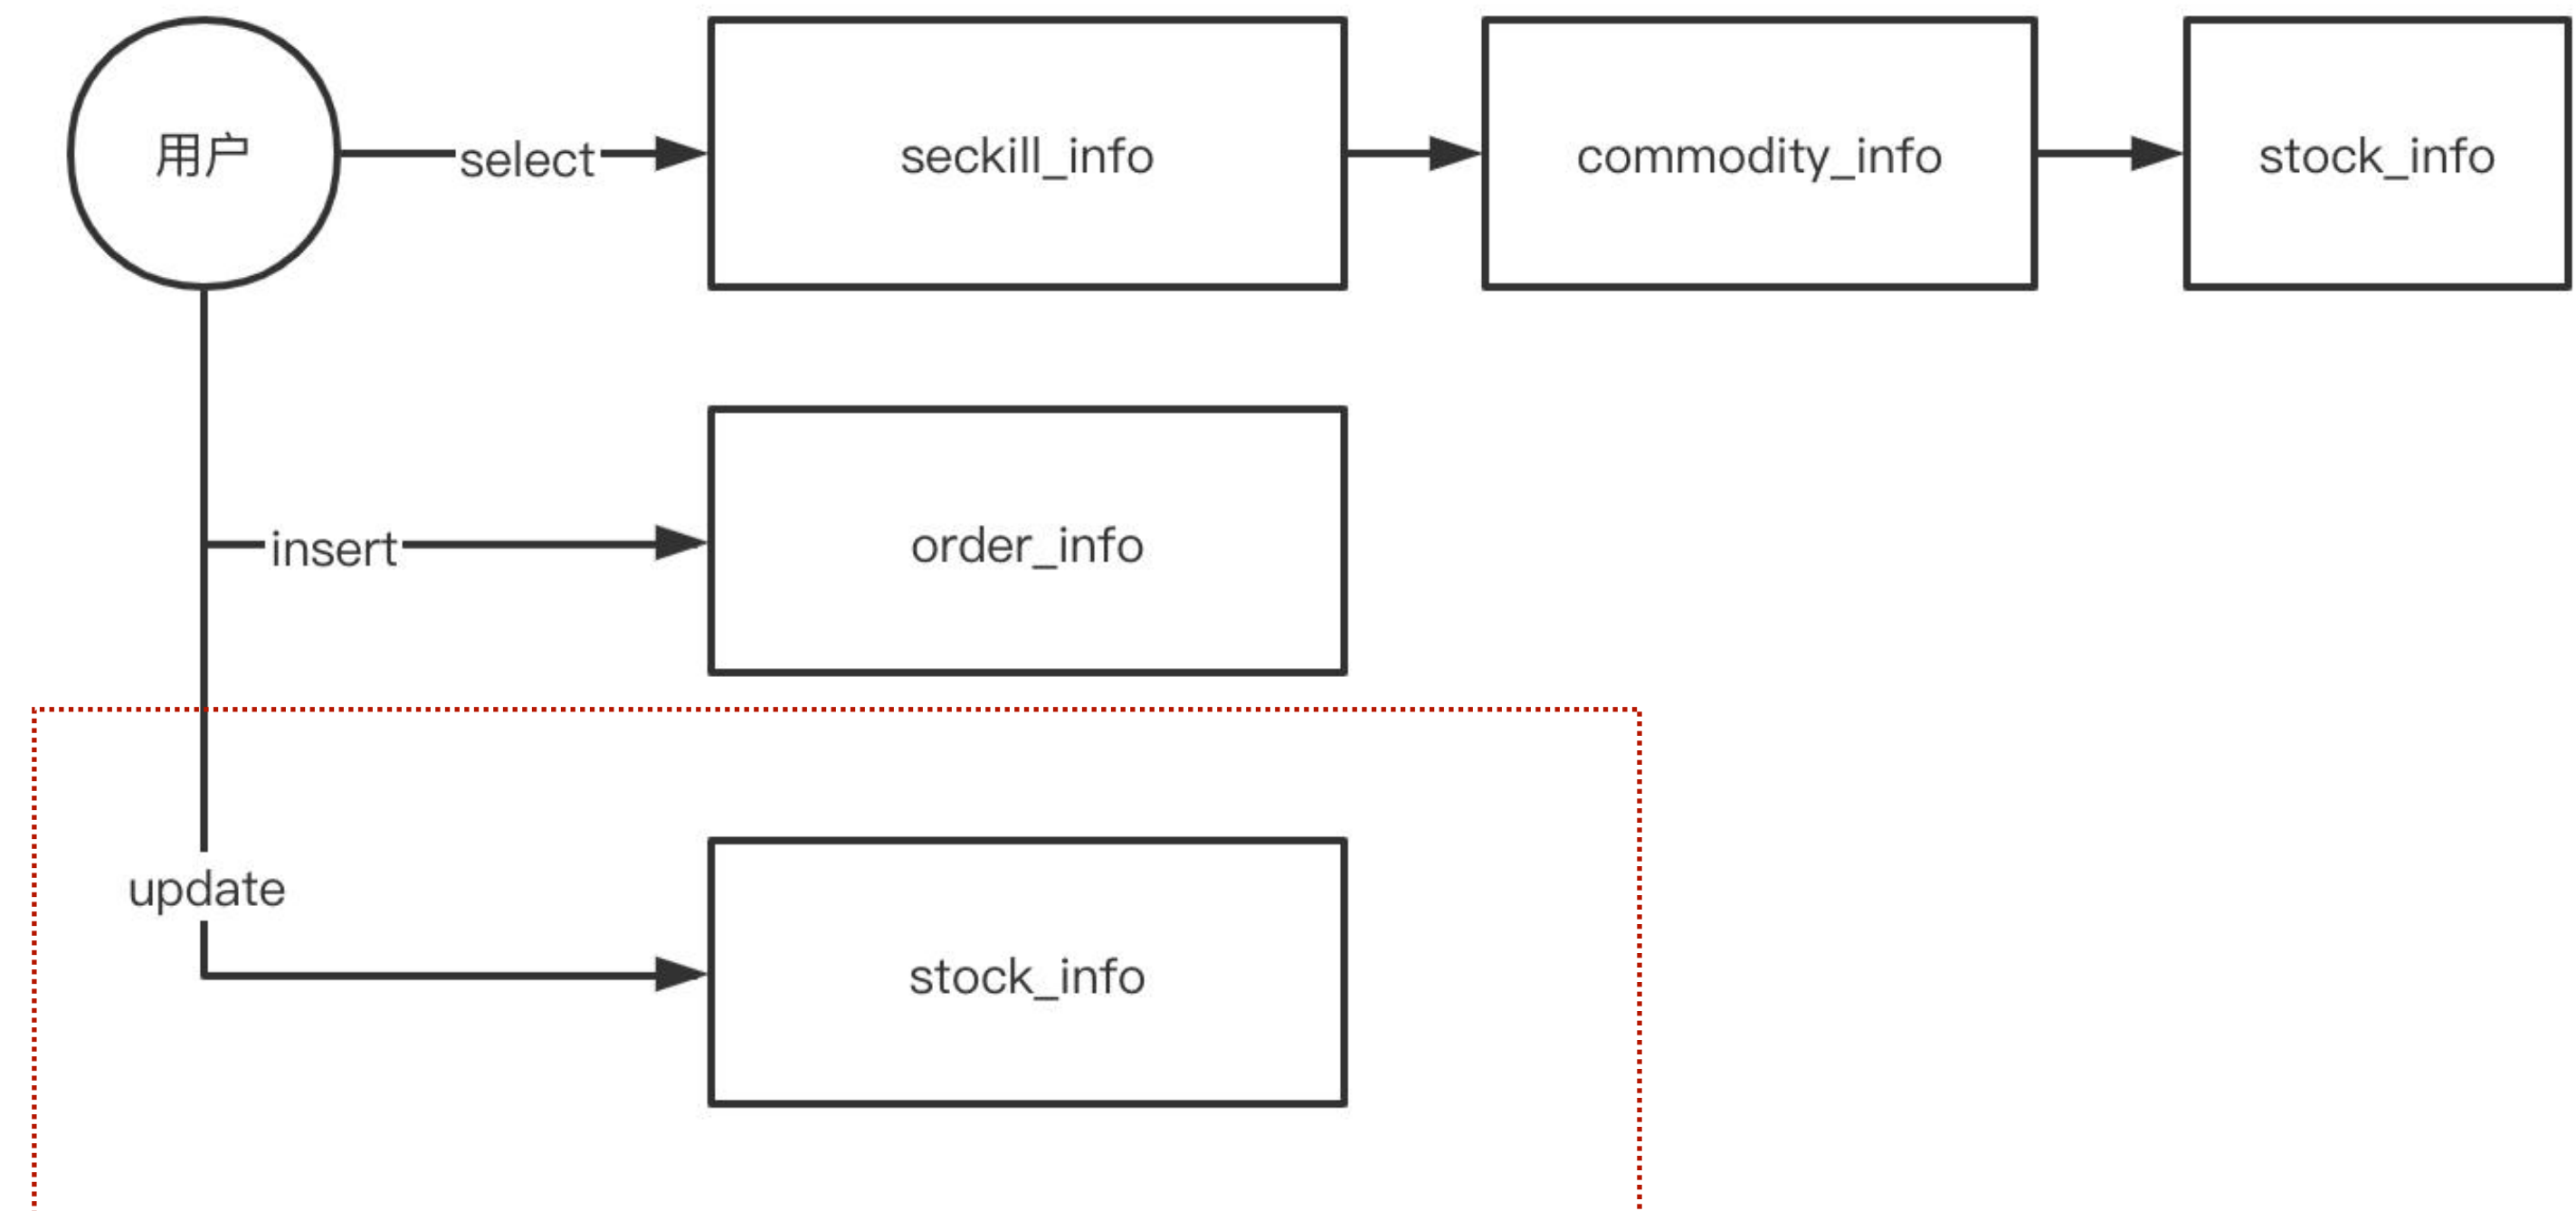 用户
select
seckill_info
commodity_info
stock_info
insert
order_info
update
stock_info